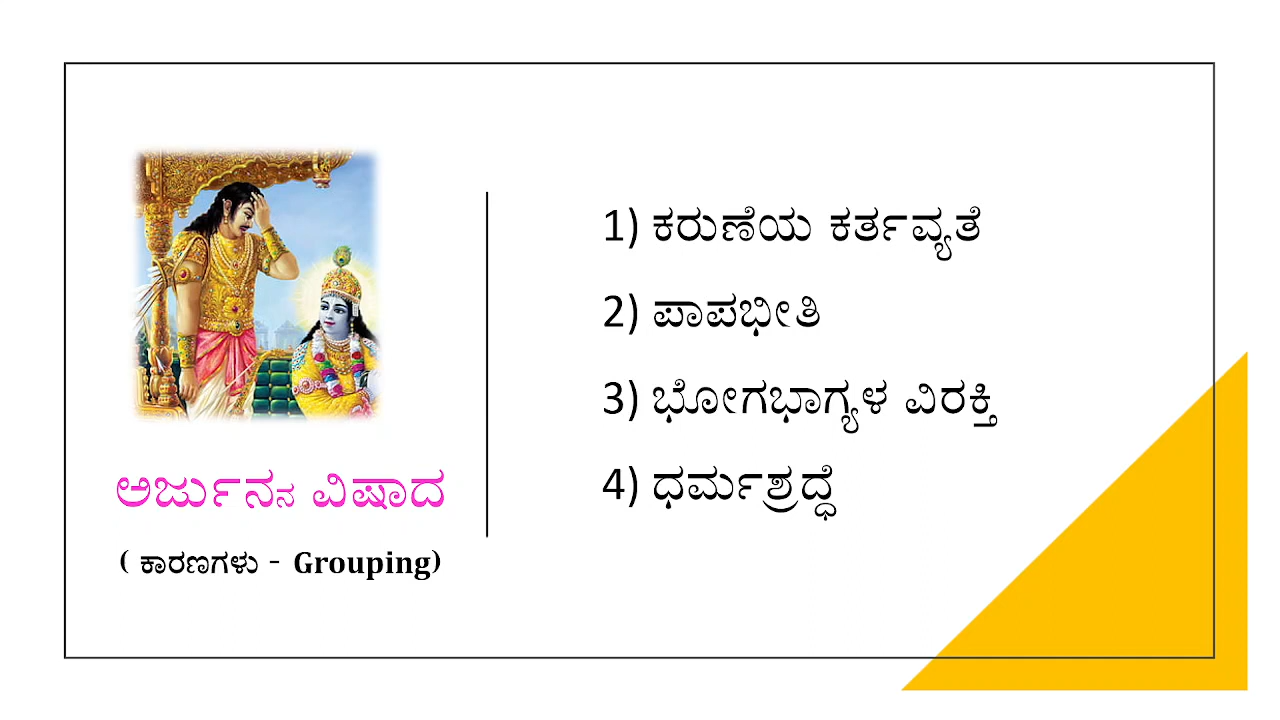 ಅರ್ಜುನನ ವಿಷಾದ
( ಕಾರಣಗಳು - Grouping)
1) ಕರುಣೆಯ ಕರ್ತವ್ಯತೆ
2) ಪಾಪಭೀತಿ
3) ಭೋಗಭಾಗ್ಯಳ ವಿರಕ್ತಿ
4) ಧರ್ಮಶ್ರದ್ಧೆ